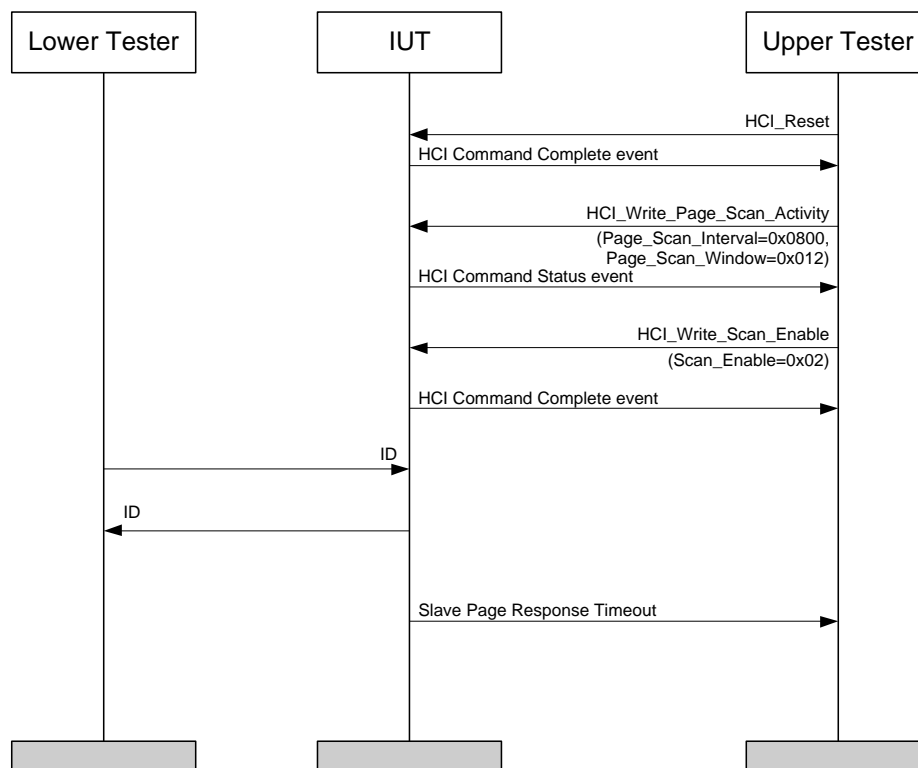 Lower Tester
IUT
Upper Tester
HCI_Reset
HCI Command Complete event
HCI_Write_Page_Scan_Activity
(Page_Scan_Interval=0x0800,
Page_Scan_Window=0x012)
HCI Command Status event
HCI_Write_Scan_Enable
(Scan_Enable=0x02)
HCI Command Complete event
ID
ID
Slave Page Response Timeout